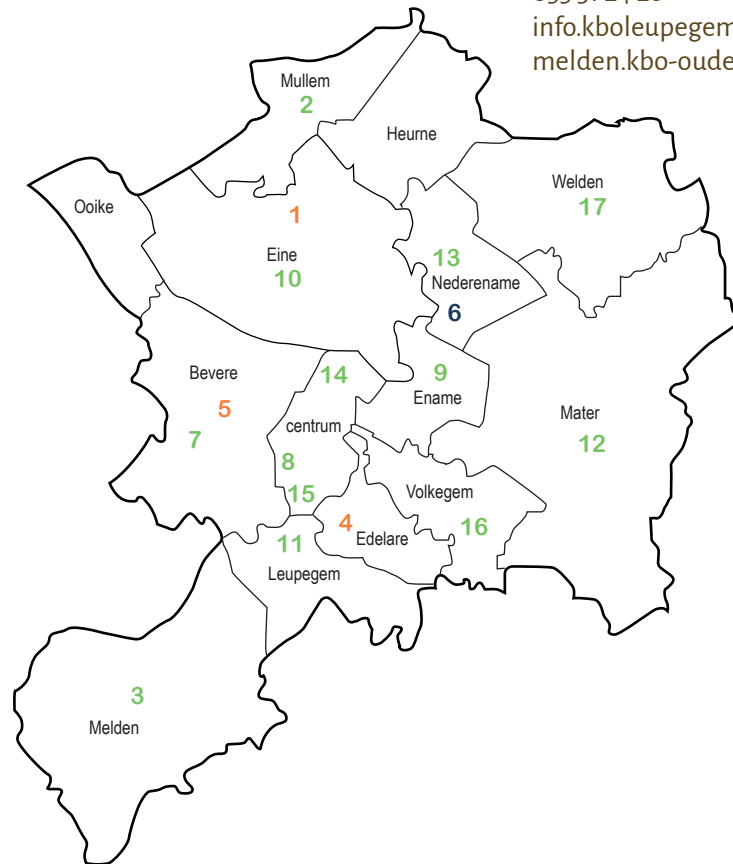 info.kboleupegem
melden.kbo-oude
Mullem
2
Heurne
Welden
17
Ooike
1
Eine
10
13
Nederename
6
Bevere
14
9
Ename
5
centrum
Mater
7
12
8
Volkegem
15
16
4
11
Edelare
Leupegem
3
Melden